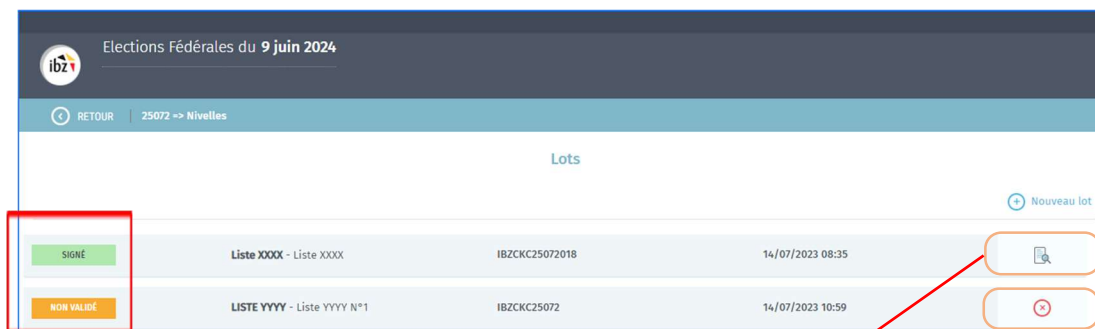 ibz
Elections Fédérales du 9 juin 2024
RETOUR | 25072 => Nivelles
Lots
Nouveau lot
SIGNÉ Liste XXXX - Liste XXXX IBZCKC25072018 14/07/2023 08:35
NON VALIDÉ LISTE YYYY - Liste YYYY N°1 IBZCKC25072 14/07/2023 10:59